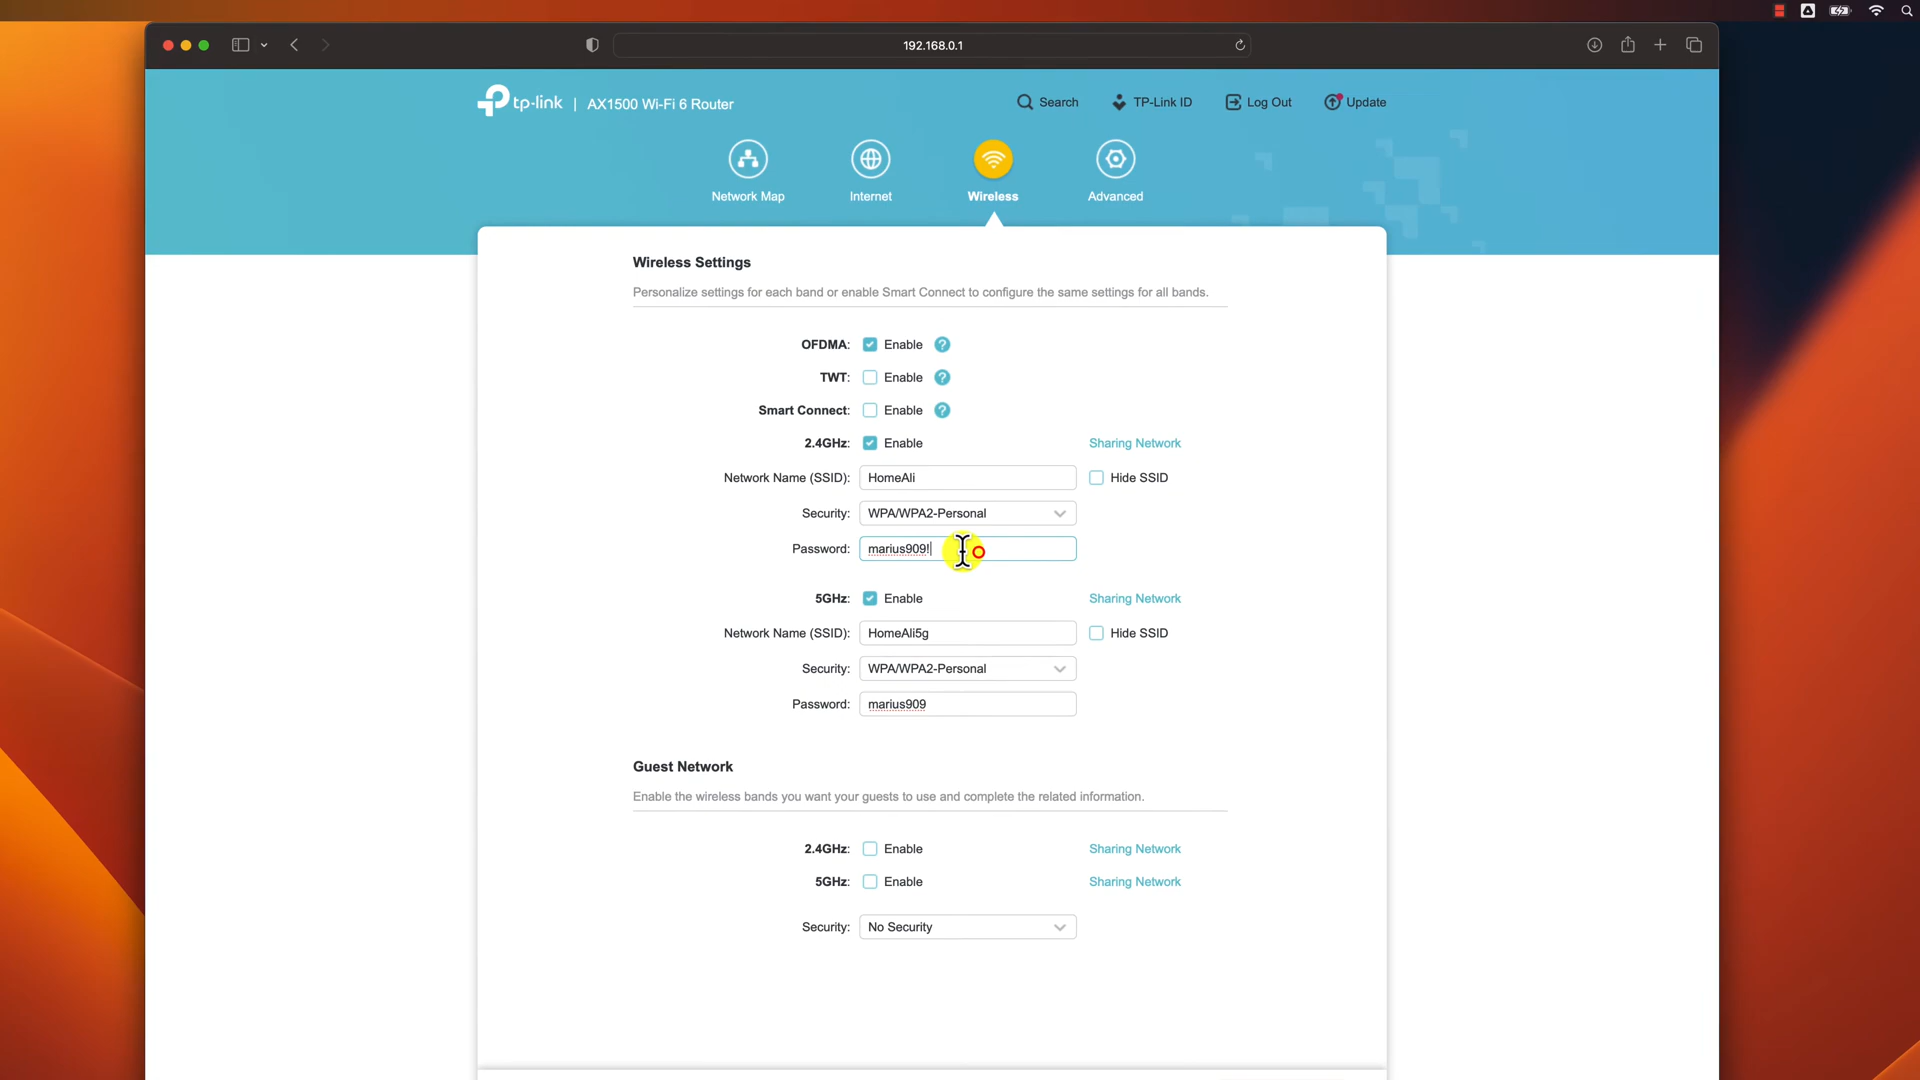 192.168.0.1
tp-link | AX1500 Wi-Fi 6 Router
Search TP-Link ID Log Out Update
Network Map Internet Wireless Advanced
Wireless Settings
Personalize settings for each band or enable Smart Connect to configure the same settings for all bands.
OFDMA: Enable ?
TWT: Enable ?
Smart Connect: Enable ?
2.4GHz: Enable Sharing Network
Network Name (SSID): HomeAli Hide SSID
Security: WPA/WPA2-Personal
Password: marius909!
5GHz: Enable Sharing Network
Network Name (SSID): HomeAli5g Hide SSID
Security: WPA/WPA2-Personal
Password: marius909
Guest Network
Enable the wireless bands you want your guests to use and complete the related information.
2.4GHz: Enable Sharing Network
5GHz: Enable Sharing Network
Security: No Security